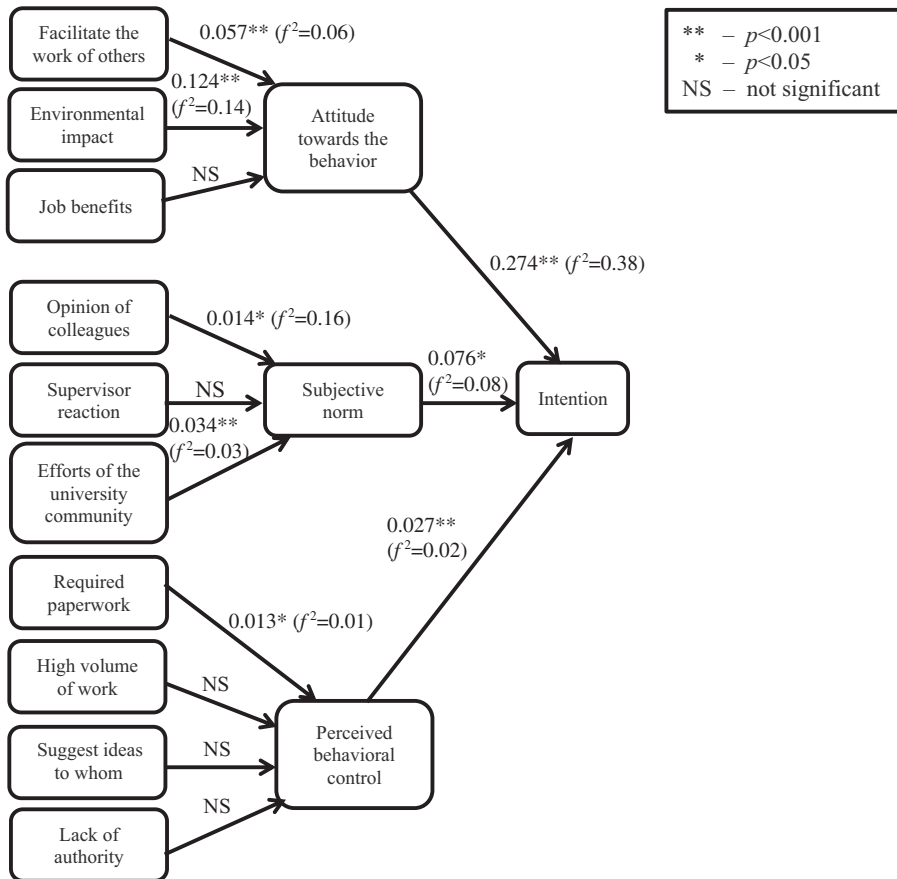 Facilitate the
work of others
0.057** (f²=0.06)
** – p<0.001
* – p<0.05
NS – not significant
0.124**
(f²=0.14)
Environmental
impact
Attitude
towards the
behavior
NS
Job benefits
0.274** (f²=0.38)
Opinion of
colleagues
0.014* (f²=0.16)
0.076*
(f²=0.08)
Supervisor
reaction
NS
Subjective
norm
Intention
0.034**
(f²=0.03)
Efforts of the
university
community
0.027**
(f²=0.02)
Required
paperwork
0.013* (f²=0.01)
High volume
of work
NS
Suggest ideas
to whom
NS
Perceived
behavioral
control
NS
Lack of
authority